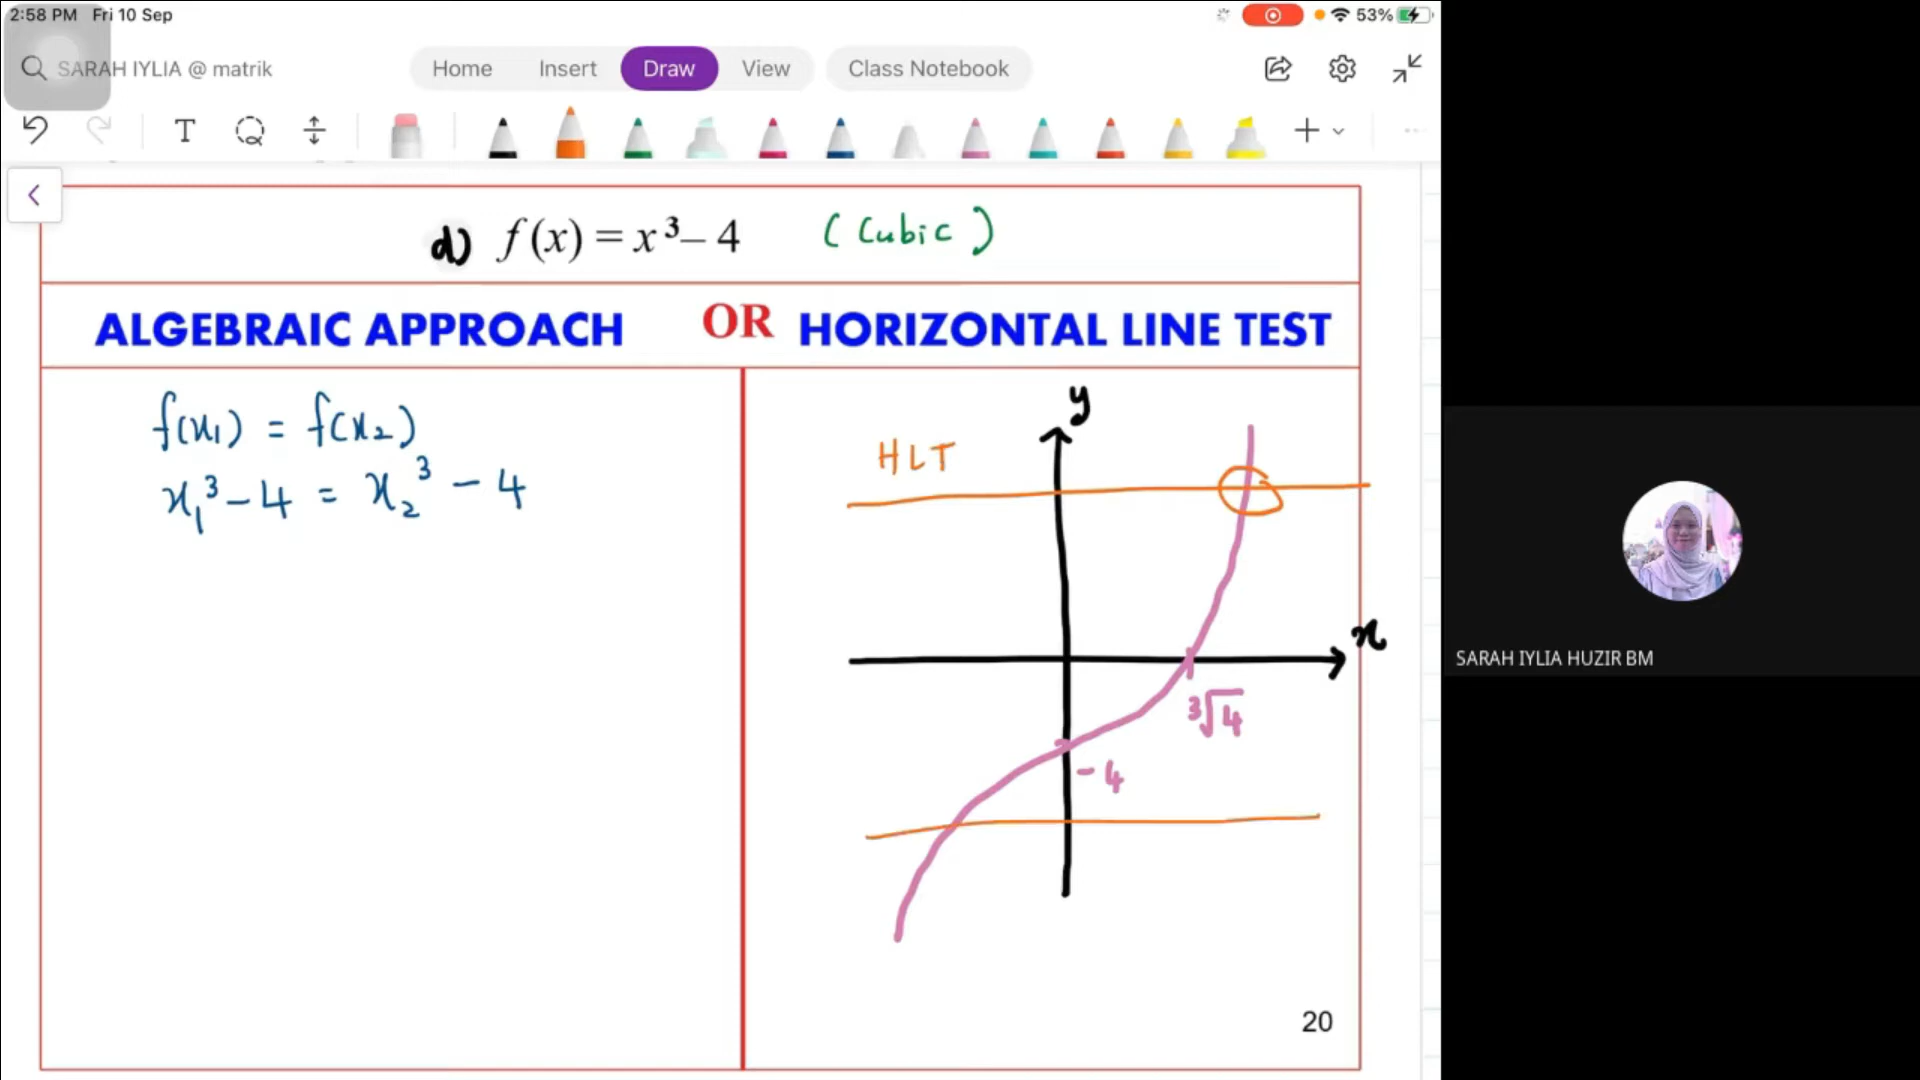 2:58 PM Fri 10 Sep
53%
SARAH IYLIA @ matrik
Home Insert Draw View Class Notebook
T
d) f(x) = x³– 4 (Cubic)
ALGEBRAIC APPROACH OR HORIZONTAL LINE TEST
f(x₁) = f(x₂)
x₁³ – 4 = x₂³ – 4
y
HLT
x
³√4
-4
20
SARAH IYLIA HUZIR BM